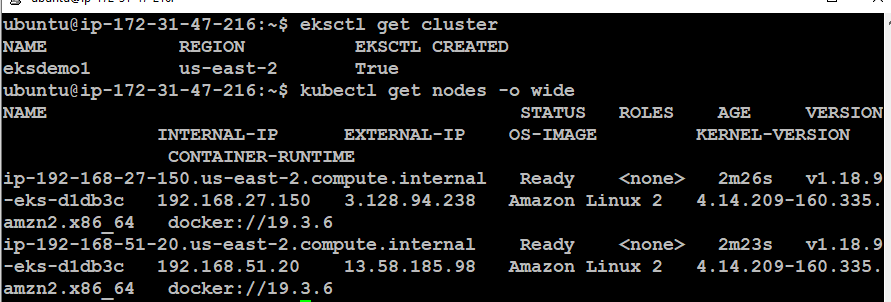 ubuntu@ip-172-31-47-216:~$ eksctl get cluster
NAME REGION EKSCTL CREATED
eksdemo1 us-east-2 True
ubuntu@ip-172-31-47-216:~$ kubectl get nodes -o wide
NAME STATUS ROLES AGE VERSION
INTERNAL-IP EXTERNAL-IP OS-IMAGE KERNEL-VERSION
CONTAINER-RUNTIME
ip-192-168-27-150.us-east-2.compute.internal Ready <none> 2m26s v1.18.9
-eks-d1db3c 192.168.27.150 3.128.94.238 Amazon Linux 2 4.14.209-160.335.
amzn2.x86_64 docker://19.3.6
ip-192-168-51-20.us-east-2.compute.internal Ready <none> 2m23s v1.18.9
-eks-d1db3c 192.168.51.20 13.58.185.98 Amazon Linux 2 4.14.209-160.335.
amzn2.x86_64 docker://19.3.6